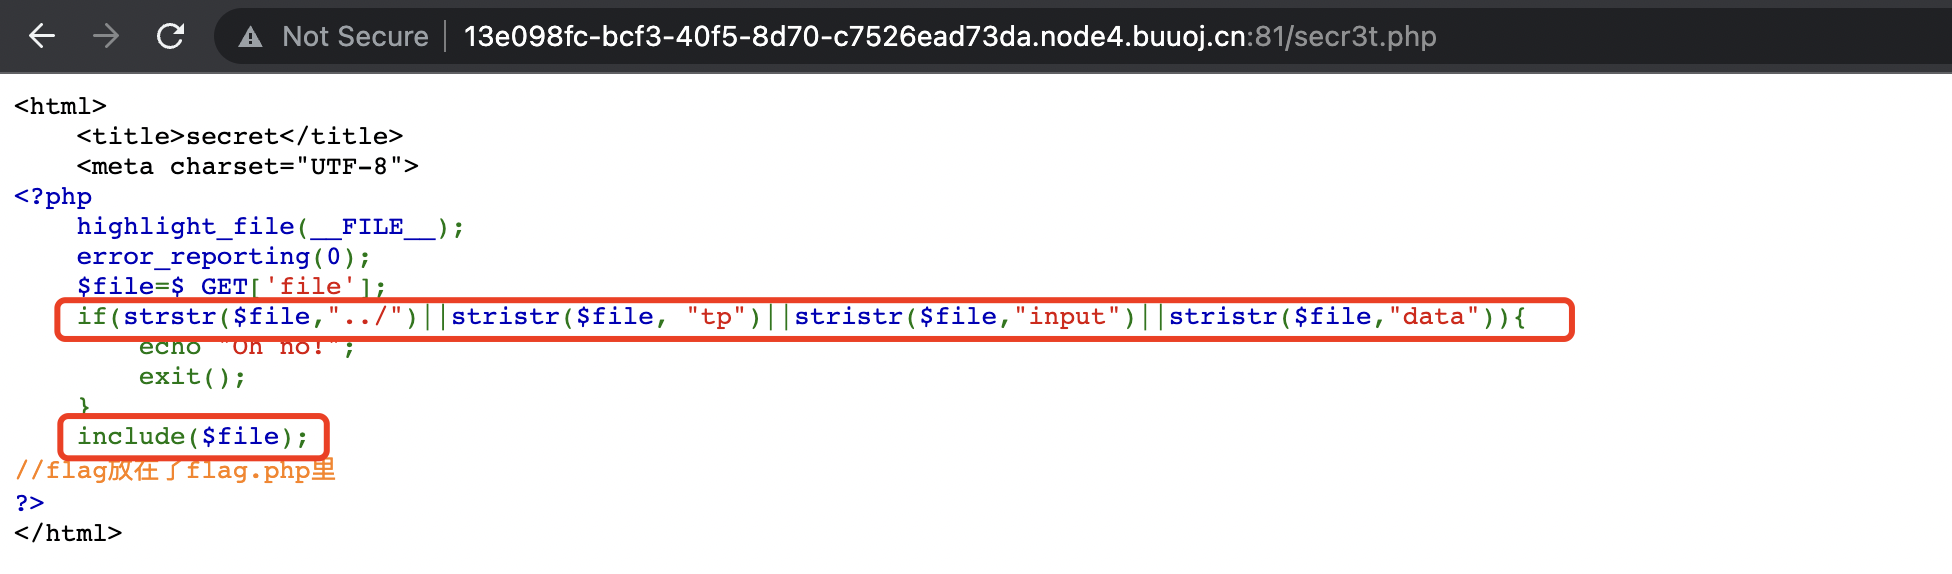 Not Secure 13e098fc-bcf3-40f5-8d70-c7526ead73da.node4.buuoj.cn:81/secr3t.php
<html>
    <title>secret</title>
    <meta charset="UTF-8">
<?php
    highlight_file(__FILE__);
    error_reporting(0);
    $file=$_GET['file'];
    if(strstr($file,"../")||stristr($file, "tp")||stristr($file,"input")||stristr($file,"data")){
        echo "Oh no!";
        exit();
    }
    include($file);
//flag放在了flag.php里
?>
</html>